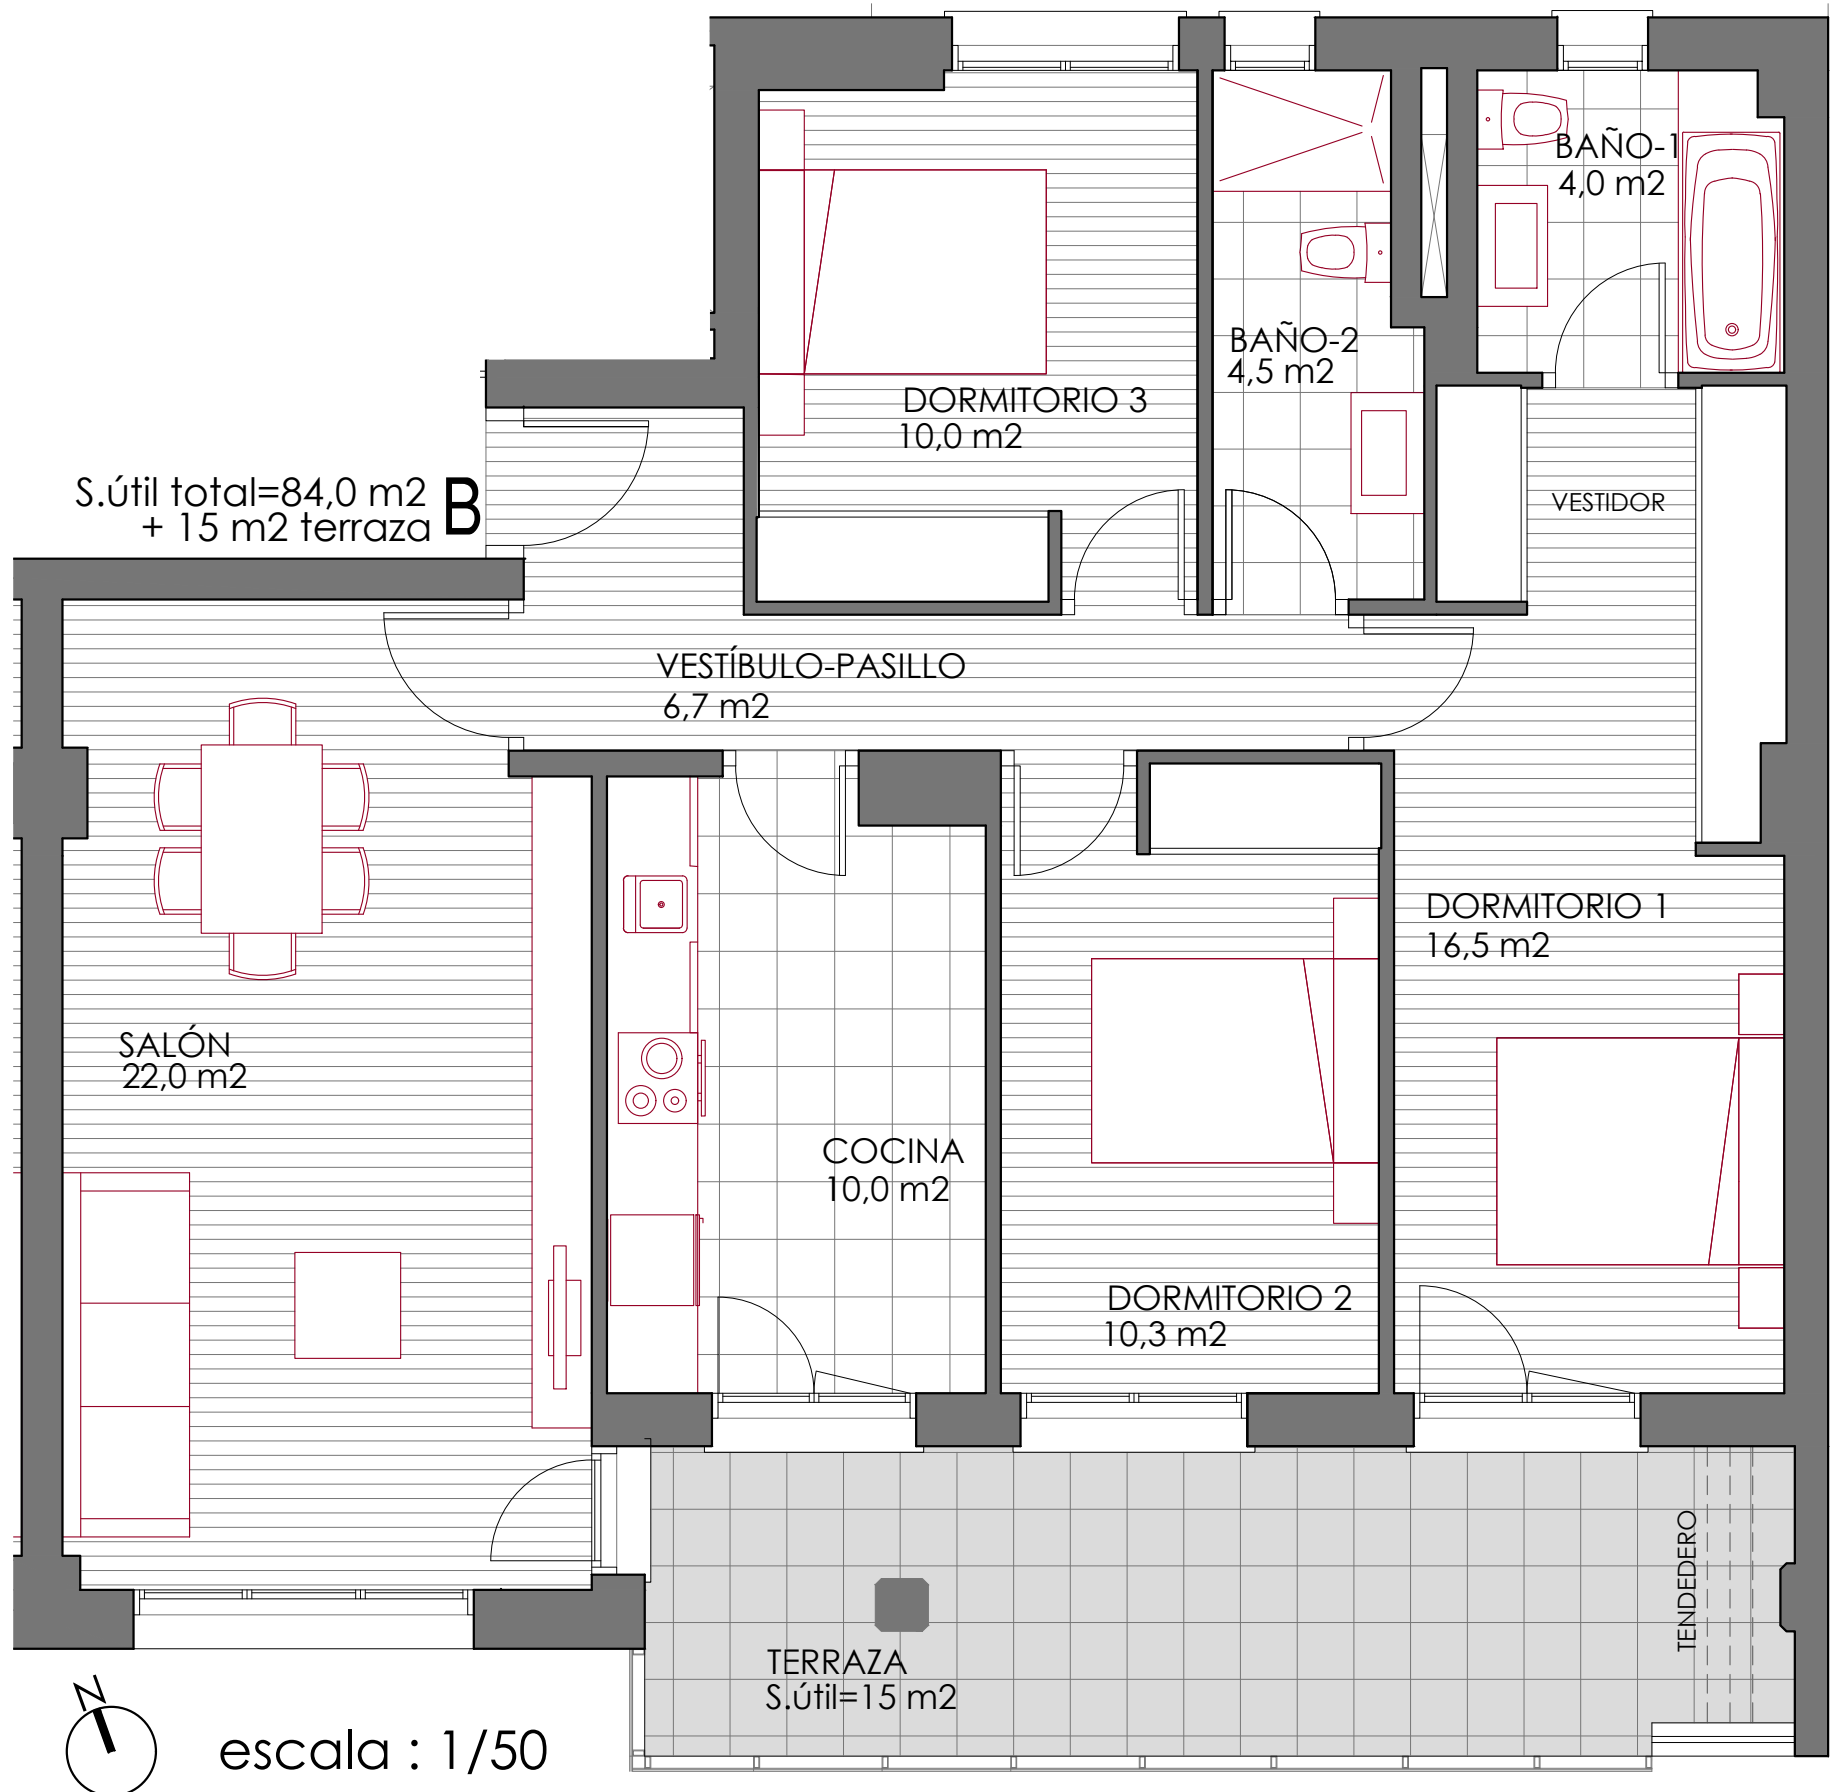 BAÑO-1
4,0 m2
BAÑO-2
4,5 m2
DORMITORIO 3
10,0 m2
S.útil total=84,0 m2
+ 15 m2 terraza
B
VESTIDOR
VESTÍBULO-PASILLO
6,7 m2
DORMITORIO 1
16,5 m2
SALÓN
22,0 m2
COCINA
10,0 m2
DORMITORIO 2
10,3 m2
TENDEDERO
TERRAZA
S.útil=15 m2
N
escala : 1/50